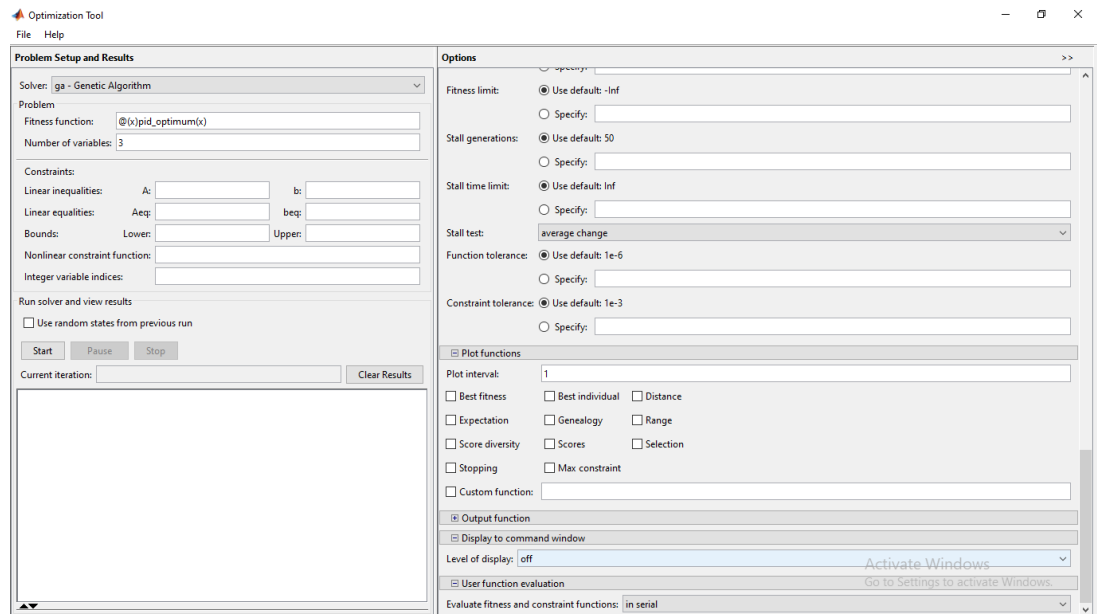 Optimization Tool
File Help
Problem Setup and Results
Solver: ga - Genetic Algorithm
Problem
Fitness function: @(x)pid_optimum(x)
Number of variables: 3
Constraints:
Linear inequalities: A: b:
Linear equalities: Aeq: beq:
Bounds: Lower: Upper:
Nonlinear constraint function:
Integer variable indices:
Run solver and view results
Use random states from previous run
Start Pause Stop
Current iteration: Clear Results
Options >>
Specify:
Fitness limit: Use default: -Inf
Specify:
Stall generations: Use default: 50
Specify:
Stall time limit: Use default: Inf
Specify:
Stall test: average change
Function tolerance: Use default: 1e-6
Specify:
Constraint tolerance: Use default: 1e-3
Specify:
Plot functions
Plot interval: 1
Best fitness Best individual Distance
Expectation Genealogy Range
Score diversity Scores Selection
Stopping Max constraint
Custom function:
Output function
Display to command window
Level of display: off
User function evaluation
Evaluate fitness and constraint functions: in serial
Activate Windows
Go to Settings to activate Windows.